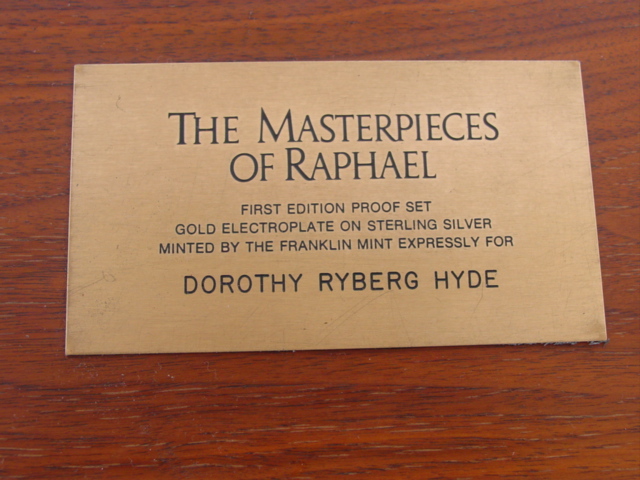 THE MASTERPIECES
OF RAPHAEL
FIRST EDITION PROOF SET
GOLD ELECTROPLATE ON STERLING SILVER
MINTED BY THE FRANKLIN MINT EXPRESSLY FOR
DOROTHY RYBERG HYDE